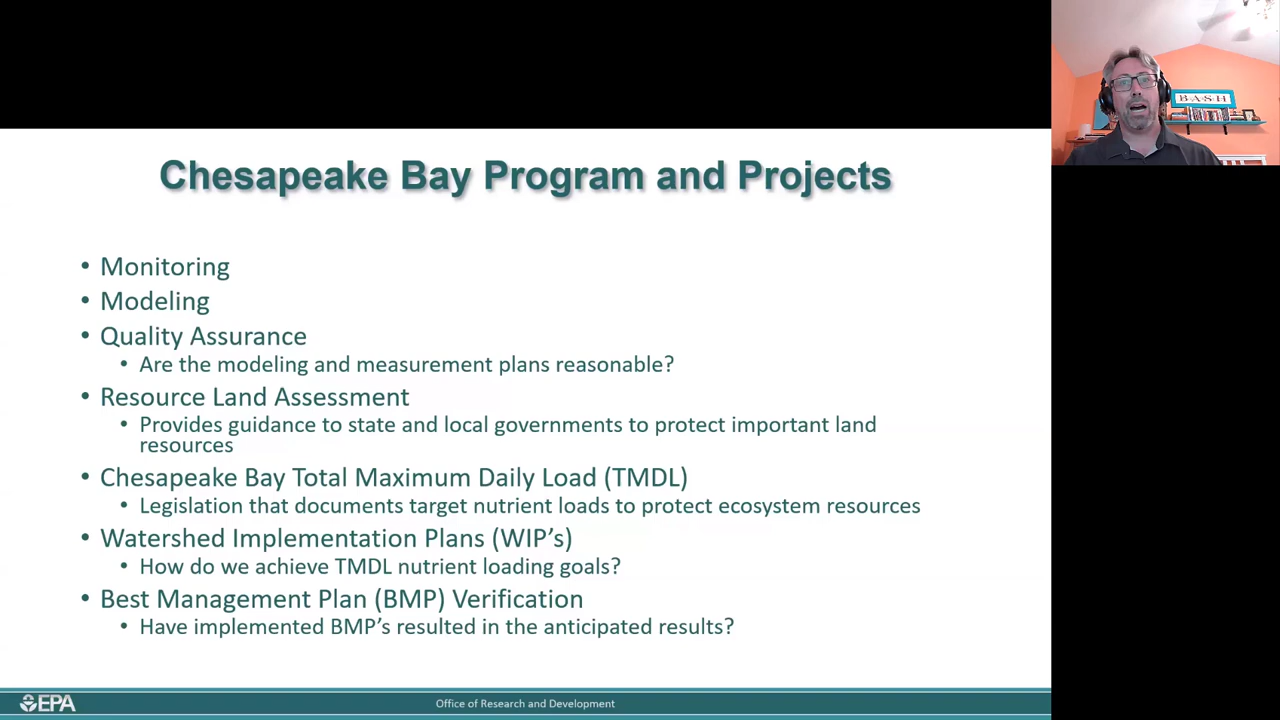 Chesapeake Bay Program and Projects
• Monitoring
• Modeling
• Quality Assurance
• Are the modeling and measurement plans reasonable?
• Resource Land Assessment
• Provides guidance to state and local governments to protect important land
resources
• Chesapeake Bay Total Maximum Daily Load (TMDL)
• Legislation that documents target nutrient loads to protect ecosystem resources
• Watershed Implementation Plans (WIP’s)
• How do we achieve TMDL nutrient loading goals?
• Best Management Plan (BMP) Verification
• Have implemented BMP’s resulted in the anticipated results?
EPA
Office of Research and Development
B·A·S·H